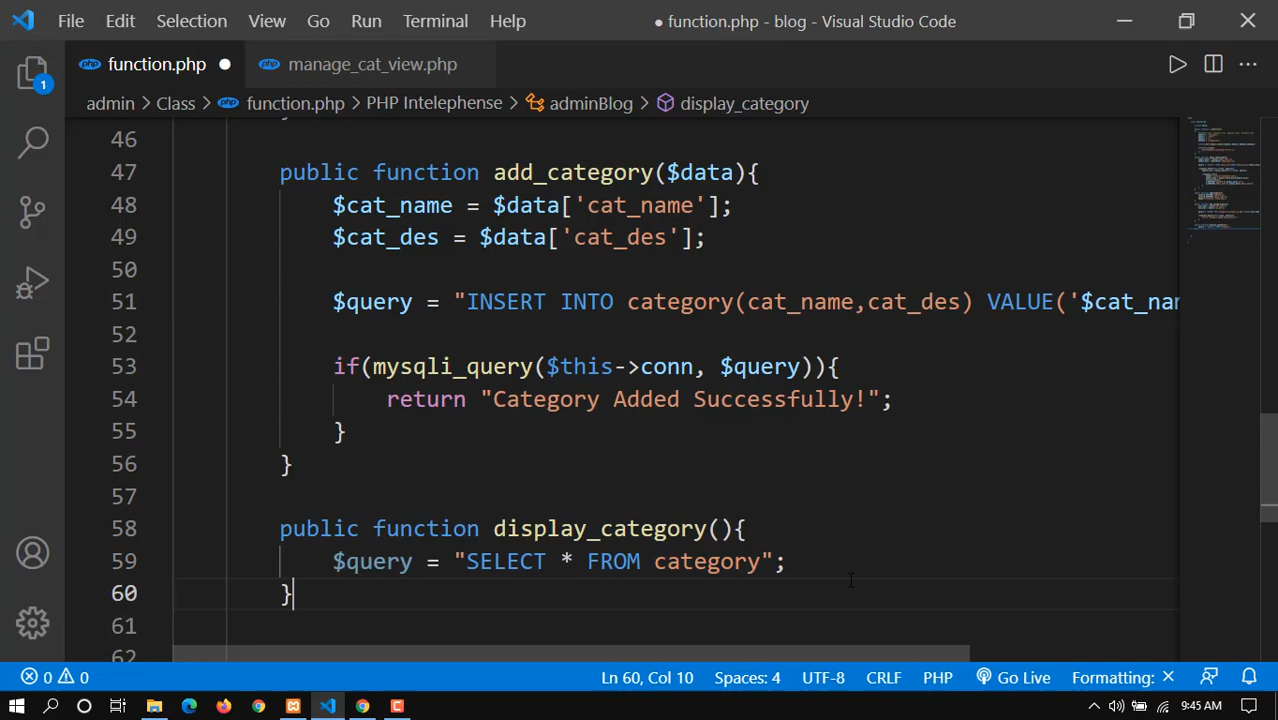 File Edit Selection View Go Run Terminal Help ● function.php - blog - Visual Studio Code
function.php manage_cat_view.php
admin > Class > function.php > PHP Intelephense > adminBlog > display_category
1
46
47 public function add_category($data){
48 $cat_name = $data['cat_name'];
49 $cat_des = $data['cat_des'];
50
51 $query = "INSERT INTO category(cat_name,cat_des) VALUE('$cat_nar
52
53 if(mysqli_query($this->conn, $query)){
54 return "Category Added Successfully!";
55 }
56 }
57
58 public function display_category(){
59 $query = "SELECT * FROM category";
60 }
61
62
0 0 Ln 60, Col 10 Spaces: 4 UTF-8 CRLF PHP Go Live Formatting: ×
9:45 AM